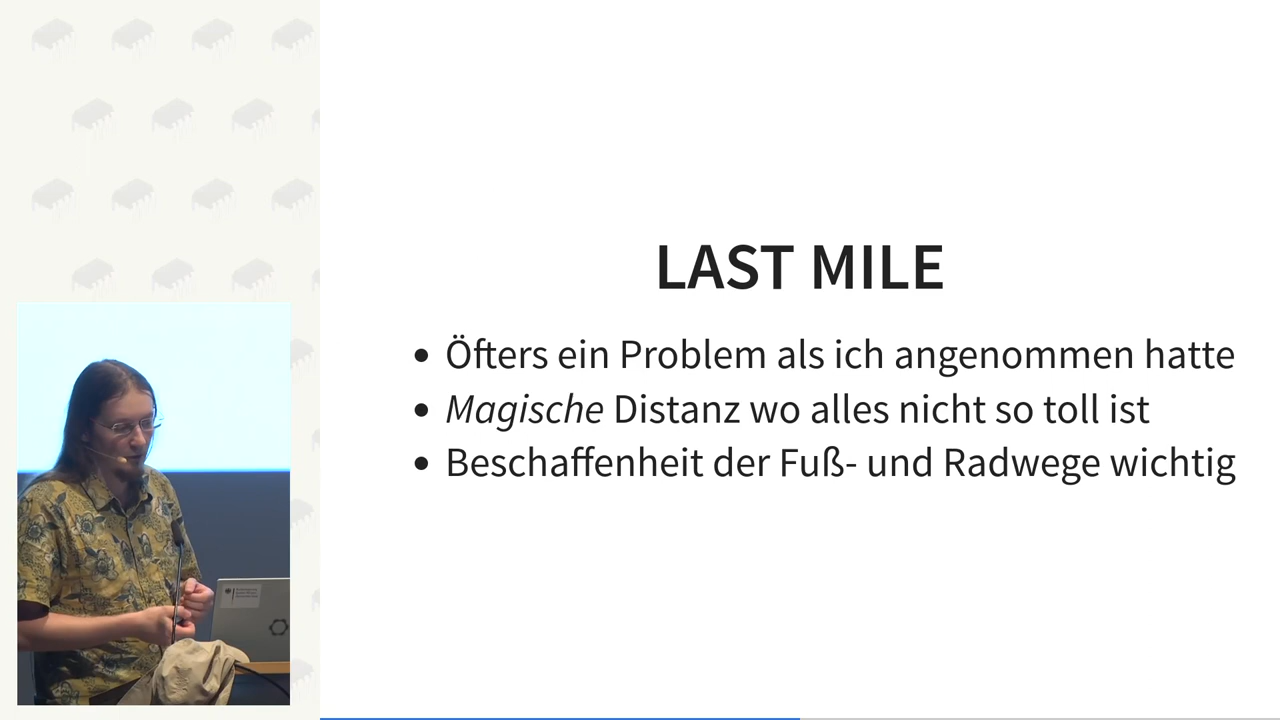 LAST MILE
Öfters ein Problem als ich angenommen hatte
Magische Distanz wo alles nicht so toll ist
Beschaffenheit der Fuß- und Radwege wichtig